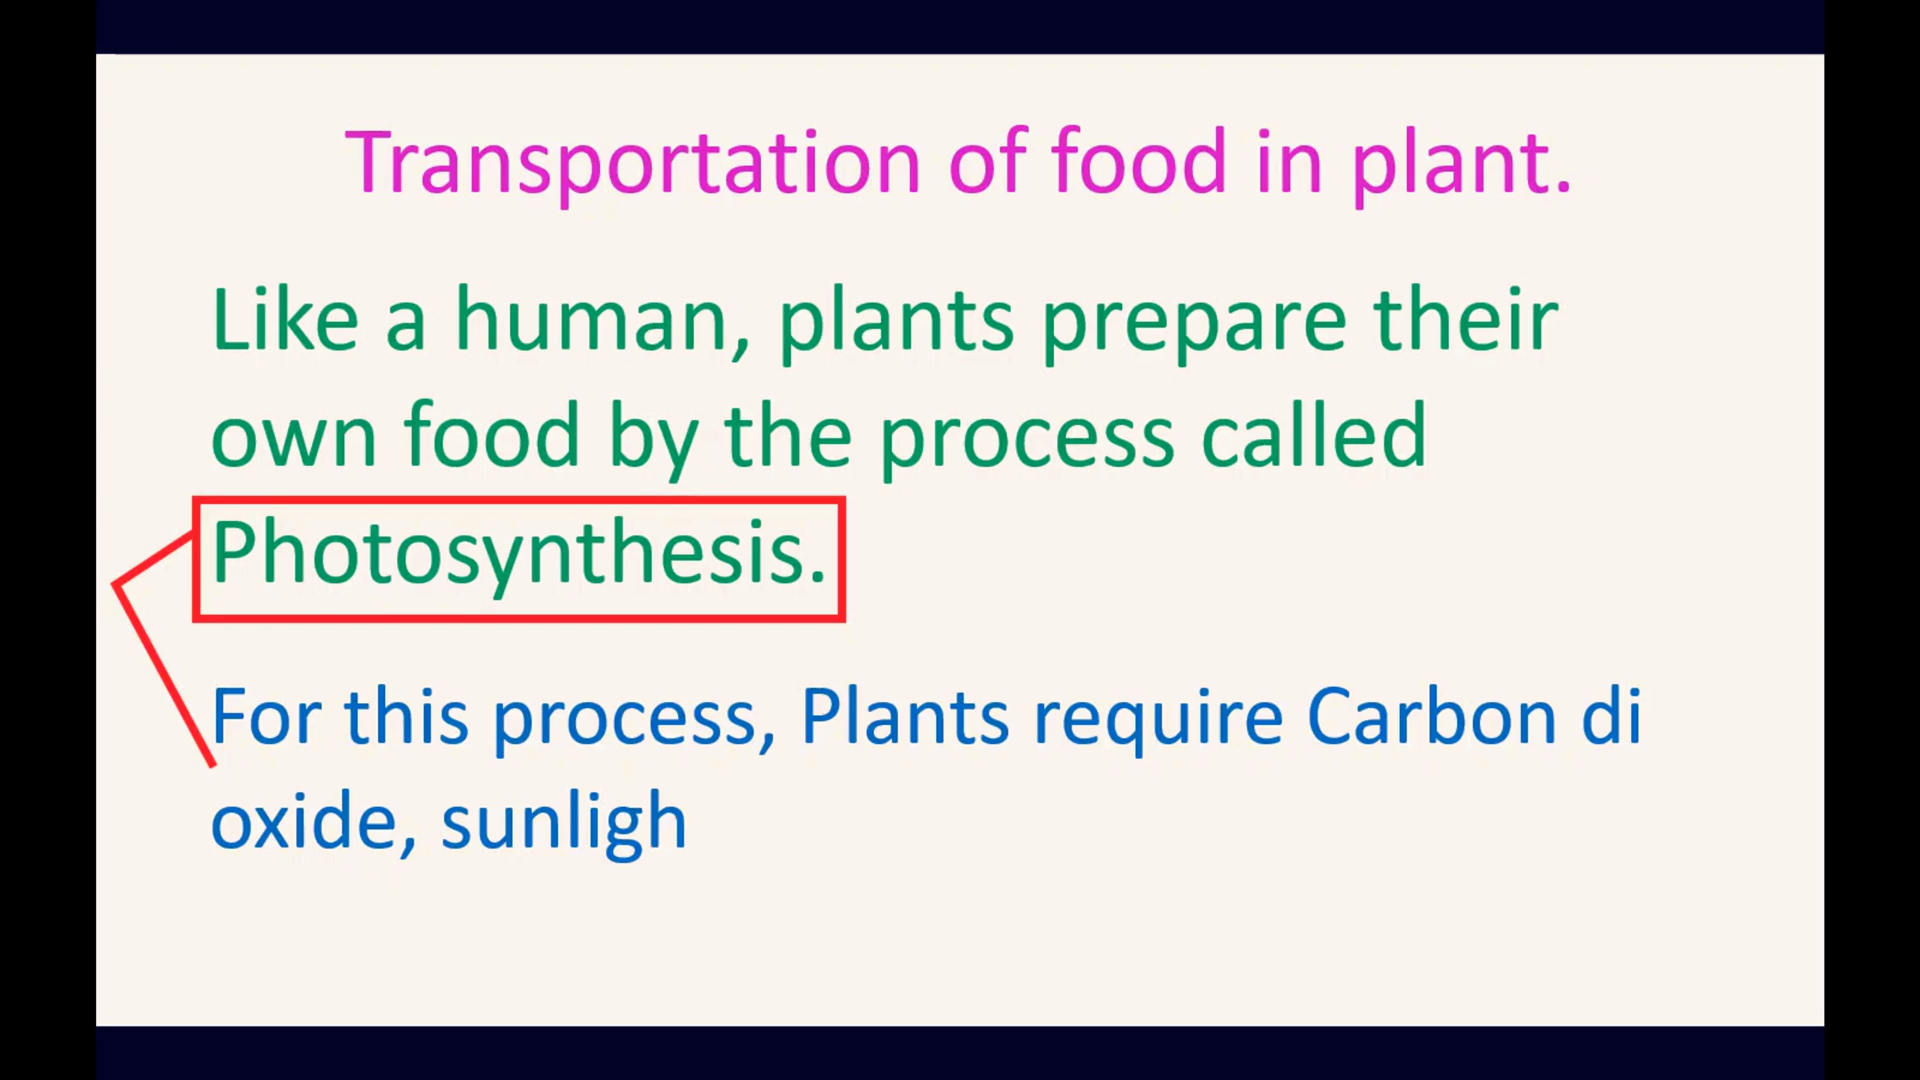 Transportation of food in plant.
Like a human, plants prepare their
own food by the process called
Photosynthesis.
For this process, Plants require Carbon di
oxide, sunligh